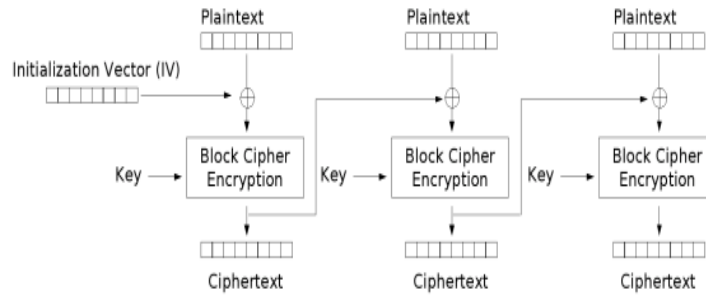 Plaintext
Plaintext
Plaintext
Initialization Vector (IV)
Key
Block Cipher
Encryption
Key
Block Cipher
Encryption
Key
Block Cipher
Encryption
Ciphertext
Ciphertext
Ciphertext